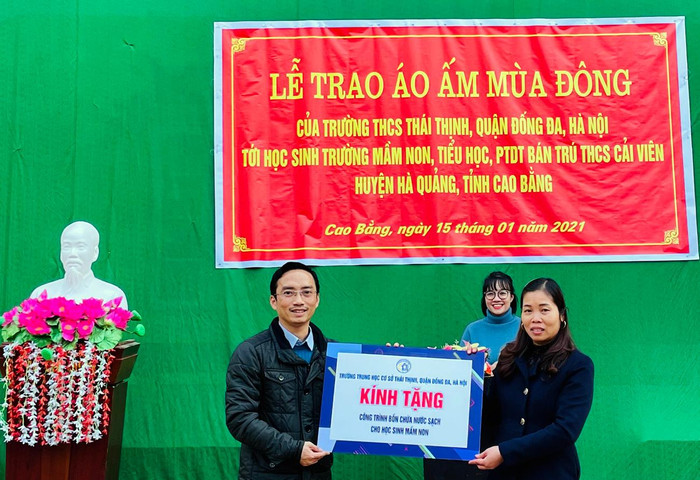 LỄ TRAO ÁO ẤM MÙA ĐÔNG
CỦA TRƯỜNG THCS THÁI THỊNH, QUẬN ĐỐNG ĐA, HÀ NỘI
TỚI HỌC SINH TRƯỜNG MẦM NON, TIỂU HỌC, PTDT BÁN TRÚ THCS CẢI VIÊN
HUYỆN HÀ QUẢNG, TỈNH CAO BẰNG
Cao Bằng, ngày 15 tháng 01 năm 2021
TRƯỜNG TRUNG HỌC CƠ SỞ THÁI THỊNH, QUẬN ĐỐNG ĐA, HÀ NỘI
KÍNH TẶNG
CÔNG TRÌNH BỒN CHỨA NƯỚC SẠCH
CHO HỌC SINH MẦM NON